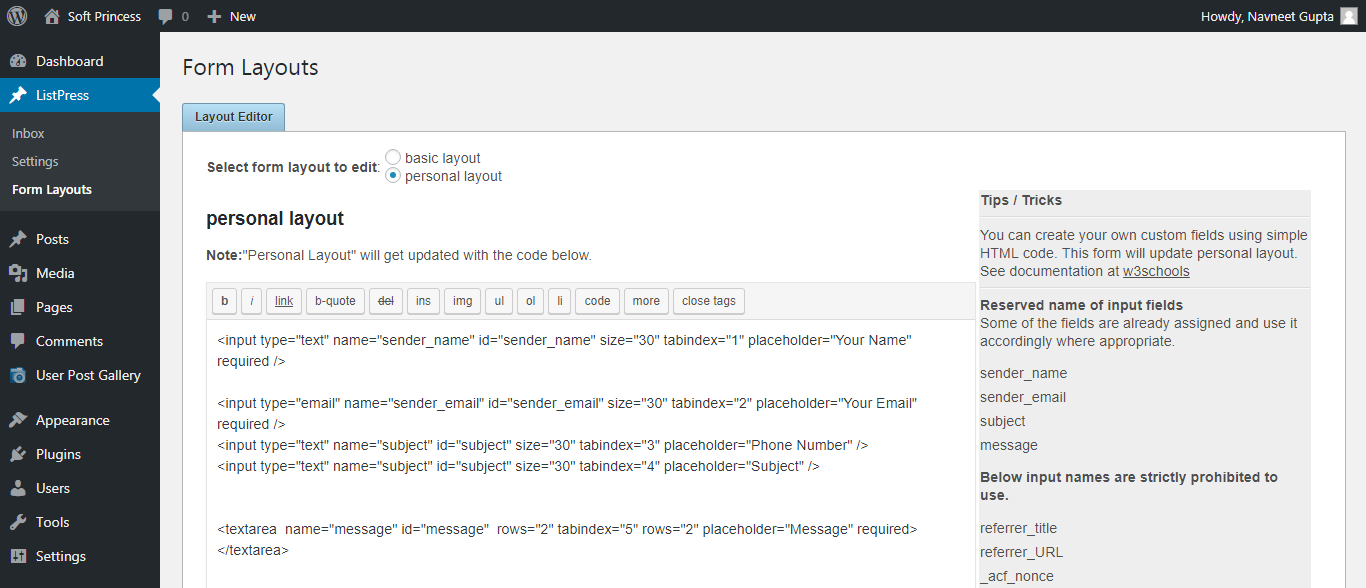 Soft Princess 0 New Howdy, Navneet Gupta
Dashboard
ListPress
Inbox
Settings
Form Layouts
Posts
Media
Pages
Comments
User Post Gallery
Appearance
Plugins
Users
Tools
Settings
Form Layouts
Layout Editor
Select form layout to edit:
basic layout
personal layout
personal layout
Note:"Personal Layout" will get updated with the code below.
b i link b-quote del ins img ul ol li code more close tags
<input type="text" name="sender_name" id="sender_name" size="30" tabindex="1" placeholder="Your Name"
required />
<input type="email" name="sender_email" id="sender_email" size="30" tabindex="2" placeholder="Your Email"
required />
<input type="text" name="subject" id="subject" size="30" tabindex="3" placeholder="Phone Number" />
<input type="text" name="subject" id="subject" size="30" tabindex="4" placeholder="Subject" />
<textarea  name="message" id="message"  rows="2" tabindex="5" rows="2" placeholder="Message" required>
</textarea>
Tips / Tricks
You can create your own custom fields using simple
HTML code. This form will update personal layout.
See documentation at w3schools
Reserved name of input fields
Some of the fields are already assigned and use it
accordingly where appropriate.
sender_name
sender_email
subject
message
Below input names are strictly prohibited to
use.
referrer_title
referrer_URL
_acf_nonce